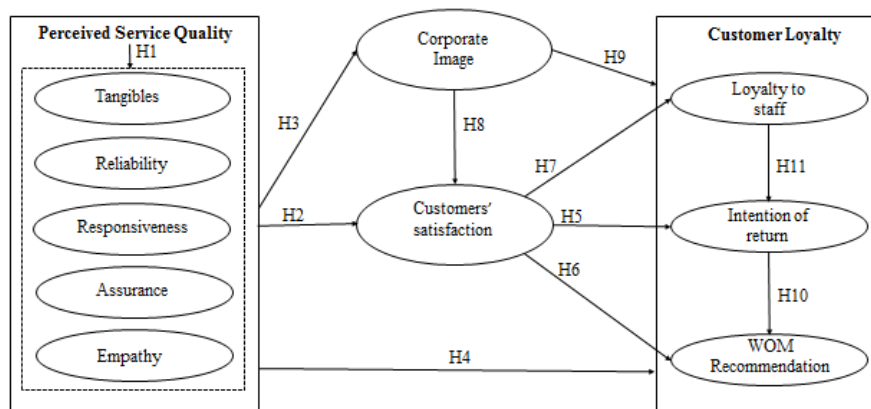 Perceived Service Quality
H1
Tangibles
Reliability
Responsiveness
Assurance
Empathy
H3
H2
H4
Corporate
Image
H8
Customers'
satisfaction
H9
H7
H5
H6
Customer Loyalty
Loyalty to
staff
H11
Intention of
return
H10
WOM
Recommendation